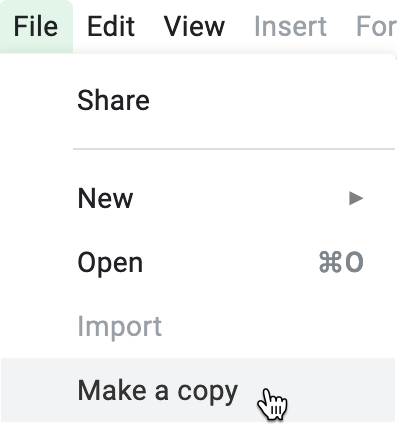 File Edit View Insert For
Share
New ▶
Open ⌘O
Import
Make a copy